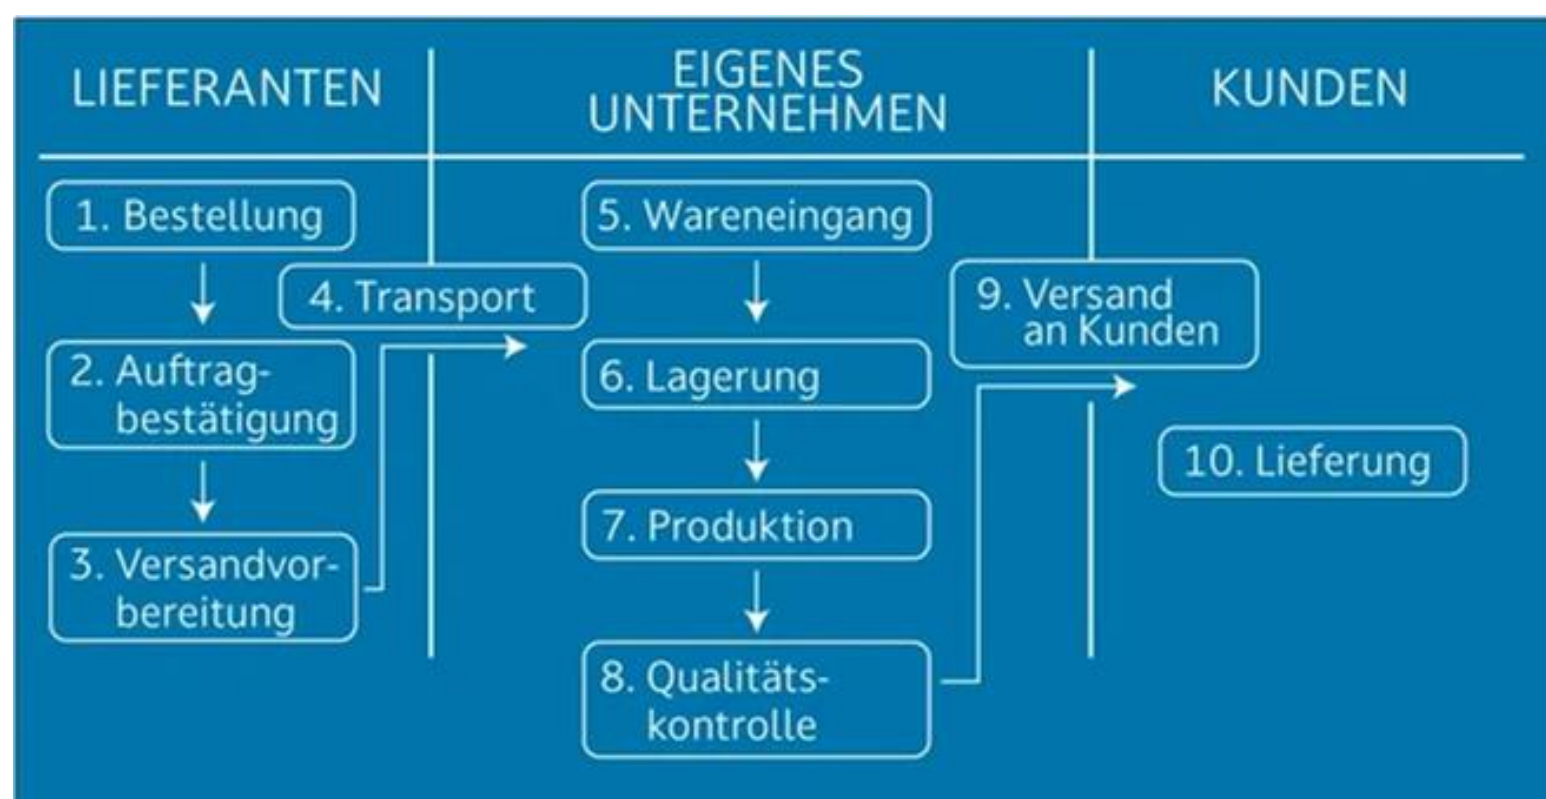 LIEFERANTEN
EIGENES
UNTERNEHMEN
KUNDEN
1. Bestellung
2. Auftrag-
bestätigung
3. Versandvor-
bereitung
4. Transport
5. Wareneingang
6. Lagerung
7. Produktion
8. Qualitäts-
kontrolle
9. Versand
an Kunden
10. Lieferung